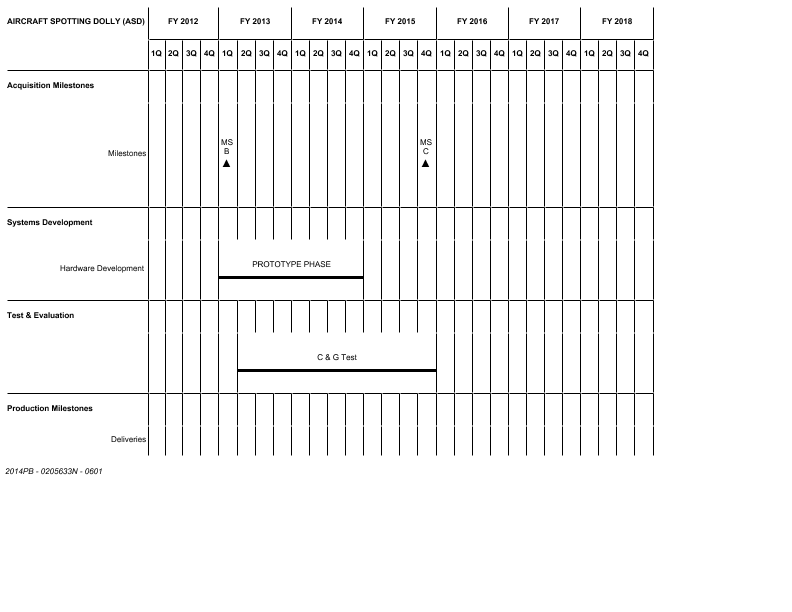 AIRCRAFT SPOTTING DOLLY (ASD) FY 2012 FY 2013 FY 2014 FY 2015 FY 2016 FY 2017 FY 2018
1Q 2Q 3Q 4Q 1Q 2Q 3Q 4Q 1Q 2Q 3Q 4Q 1Q 2Q 3Q 4Q 1Q 2Q 3Q 4Q 1Q 2Q 3Q 4Q 1Q 2Q 3Q 4Q
Acquisition Milestones
MS MS
Milestones B C
Systems Development
Hardware Development PROTOTYPE PHASE
Test & Evaluation
C & G Test
Production Milestones
Deliveries
2014PB - 0205633N - 0601